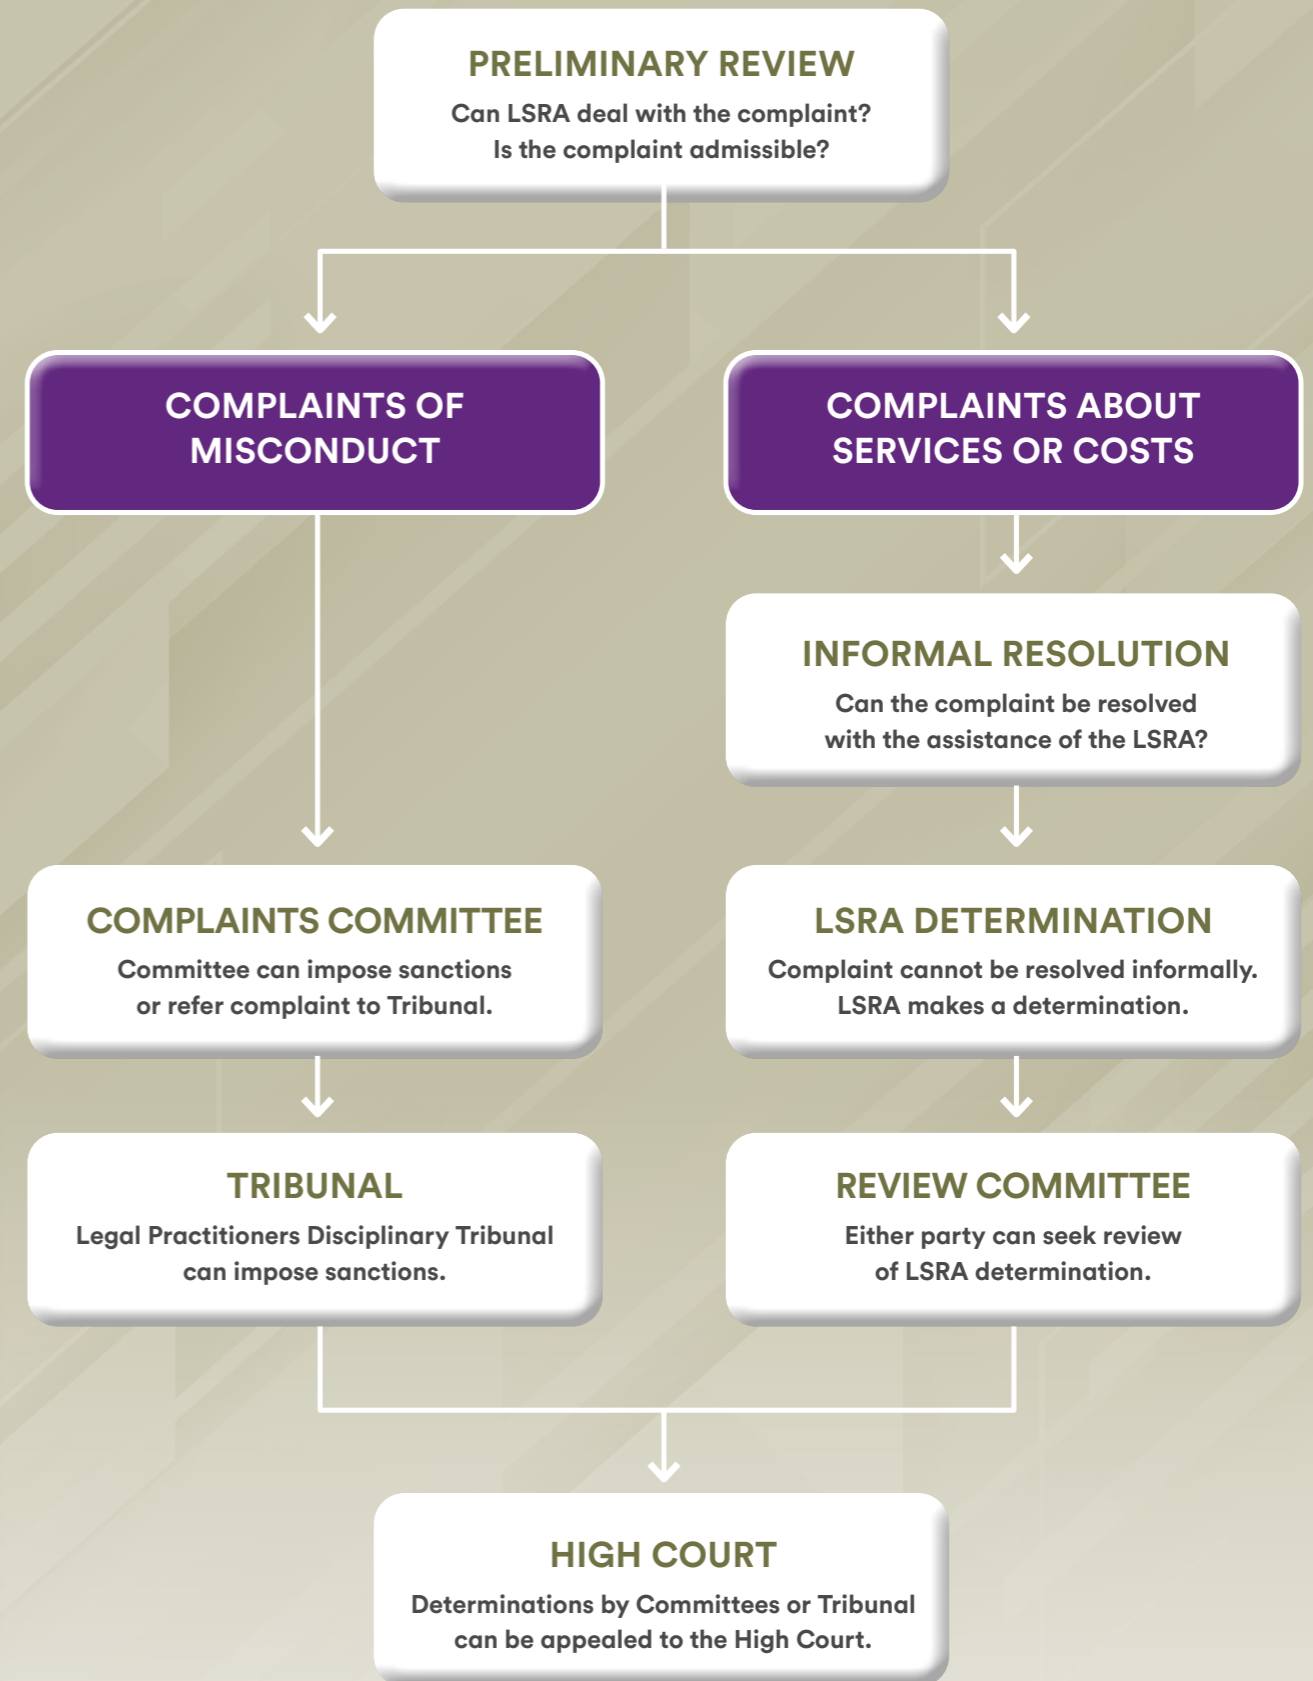 PRELIMINARY REVIEW
Can LSRA deal with the complaint?
Is the complaint admissible?
COMPLAINTS OF
MISCONDUCT
COMPLAINTS ABOUT
SERVICES OR COSTS
INFORMAL RESOLUTION
Can the complaint be resolved
with the assistance of the LSRA?
COMPLAINTS COMMITTEE
Committee can impose sanctions
or refer complaint to Tribunal.
LSRA DETERMINATION
Complaint cannot be resolved informally.
LSRA makes a determination.
TRIBUNAL
Legal Practitioners Disciplinary Tribunal
can impose sanctions.
REVIEW COMMITTEE
Either party can seek review
of LSRA determination.
HIGH COURT
Determinations by Committees or Tribunal
can be appealed to the High Court.